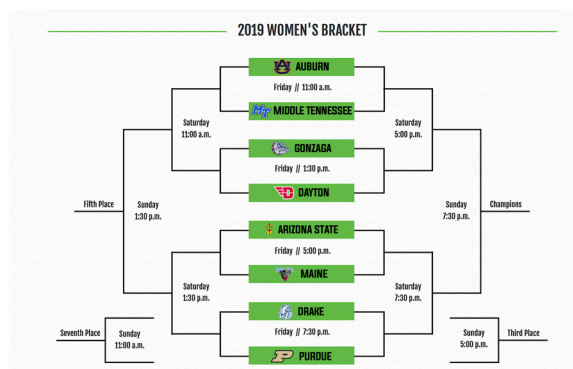 2019 WOMEN'S BRACKET
AUBURN
Friday // 11:00 a.m.
MT MIDDLE TENNESSEE
Saturday
11:00 a.m.
Saturday
5:00 p.m.
GONZAGA
Friday // 1:30 p.m.
D DAYTON
Fifth Place
Sunday
1:30 p.m.
Sunday
7:30 p.m.
Champions
ARIZONA STATE
Friday // 5:00 p.m.
MAINE
Saturday
1:30 p.m.
Saturday
7:30 p.m.
DRAKE
Friday // 7:30 p.m.
P PURDUE
Seventh Place
Sunday
11:00 a.m.
Sunday
5:00 p.m.
Third Place